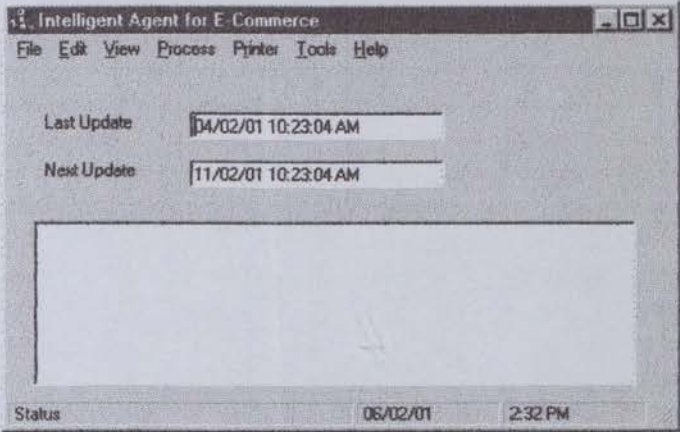 Intelligent Agent for E-Commerce
File Edit View Process Printer Tools Help
Last Update 04/02/01 10:23:04 AM
Next Update 11/02/01 10:23:04 AM
Status 06/02/01 2:32 PM